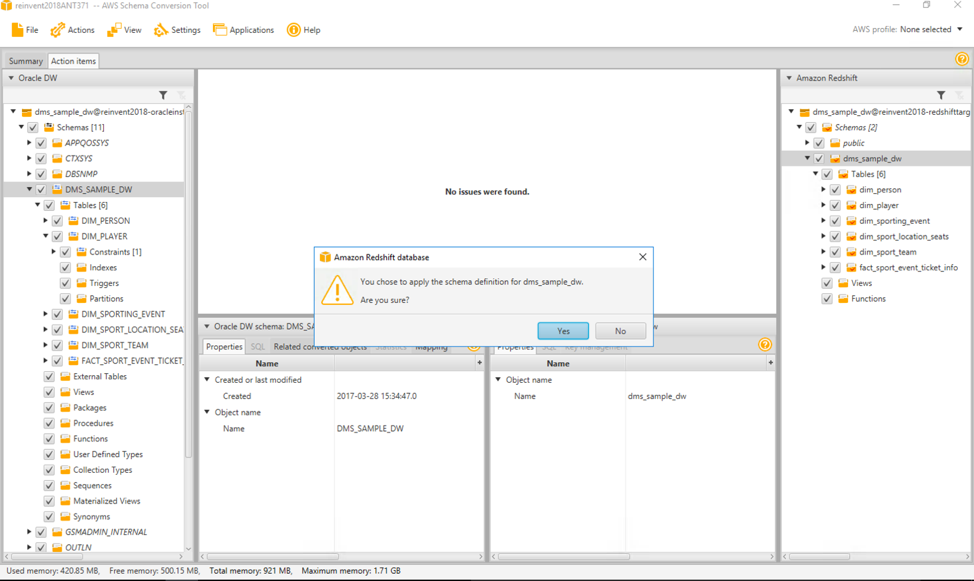 reinvent2018ANT371 -- AWS Schema Conversion Tool
File Actions View Settings Applications Help AWS profile: None selected
Summary Action items
Oracle DW
dms_sample_dw@reinvent2018-oracleinst
Schemas [11]
APPQOSSYS
CTXSYS
DBSNMP
DMS_SAMPLE_DW
Tables [6]
DIM_PERSON
DIM_PLAYER
Constraints [1]
Indexes
Triggers
Partitions
DIM_SPORTING_EVENT
DIM_SPORT_LOCATION_SEA
DIM_SPORT_TEAM
FACT_SPORT_EVENT_TICKET_
External Tables
Views
Packages
Procedures
Functions
User Defined Types
Collection Types
Sequences
Materialized Views
Synonyms
GSMADMIN_INTERNAL
OUTLN
No issues were found.
Amazon Redshift database
You chose to apply the schema definition for dms_sample_dw.
Are you sure?
Yes No
Oracle DW schema: DMS_SA
Properties SQL Related converted objects Statistics Mapping
Name
Created or last modified
Created 2017-03-28 15:34:47.0
Object name
Name DMS_SAMPLE_DW
Properties SQL Key management
Name
Object name
Name dms_sample_dw
Amazon Redshift
dms_sample_dw@reinvent2018-redshifttarg
Schemas [2]
public
dms_sample_dw
Tables [6]
dim_person
dim_player
dim_sporting_event
dim_sport_location_seats
dim_sport_team
fact_sport_event_ticket_info
Views
Functions
Used memory: 420.85 MB, Free memory: 500.15 MB, Total memory: 921 MB, Maximum memory: 1.71 GB